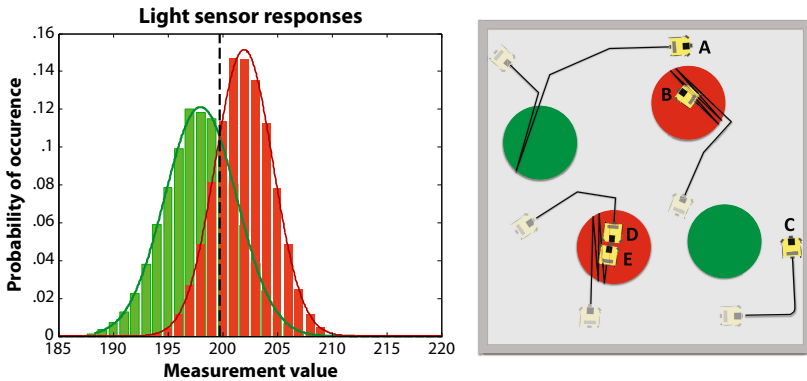 Light sensor responses
Probability of occurence
.16
.14
.12
.1
.08
.06
.04
.02
0
185
190
195
200
205
210
215
220
Measurement value
A
B
C
D
E